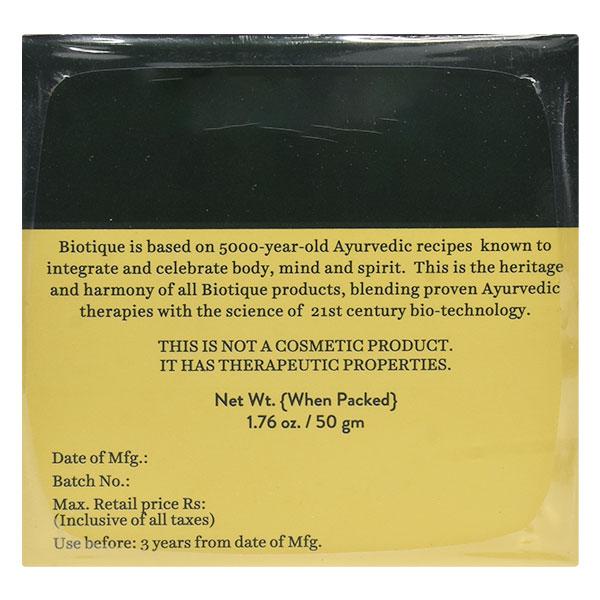 Biotique is based on 5000-year-old Ayurvedic recipes known to
integrate and celebrate body, mind and spirit. This is the heritage
and harmony of all Biotique products, blending proven Ayurvedic
therapies with the science of 21st century bio-technology.
THIS IS NOT A COSMETIC PRODUCT.
IT HAS THERAPEUTIC PROPERTIES.
Net Wt. {When Packed}
1.76 oz. / 50 gm
Date of Mfg.:
Batch No.:
Max. Retail price Rs:
(Inclusive of all taxes)
Use before: 3 years from date of Mfg.